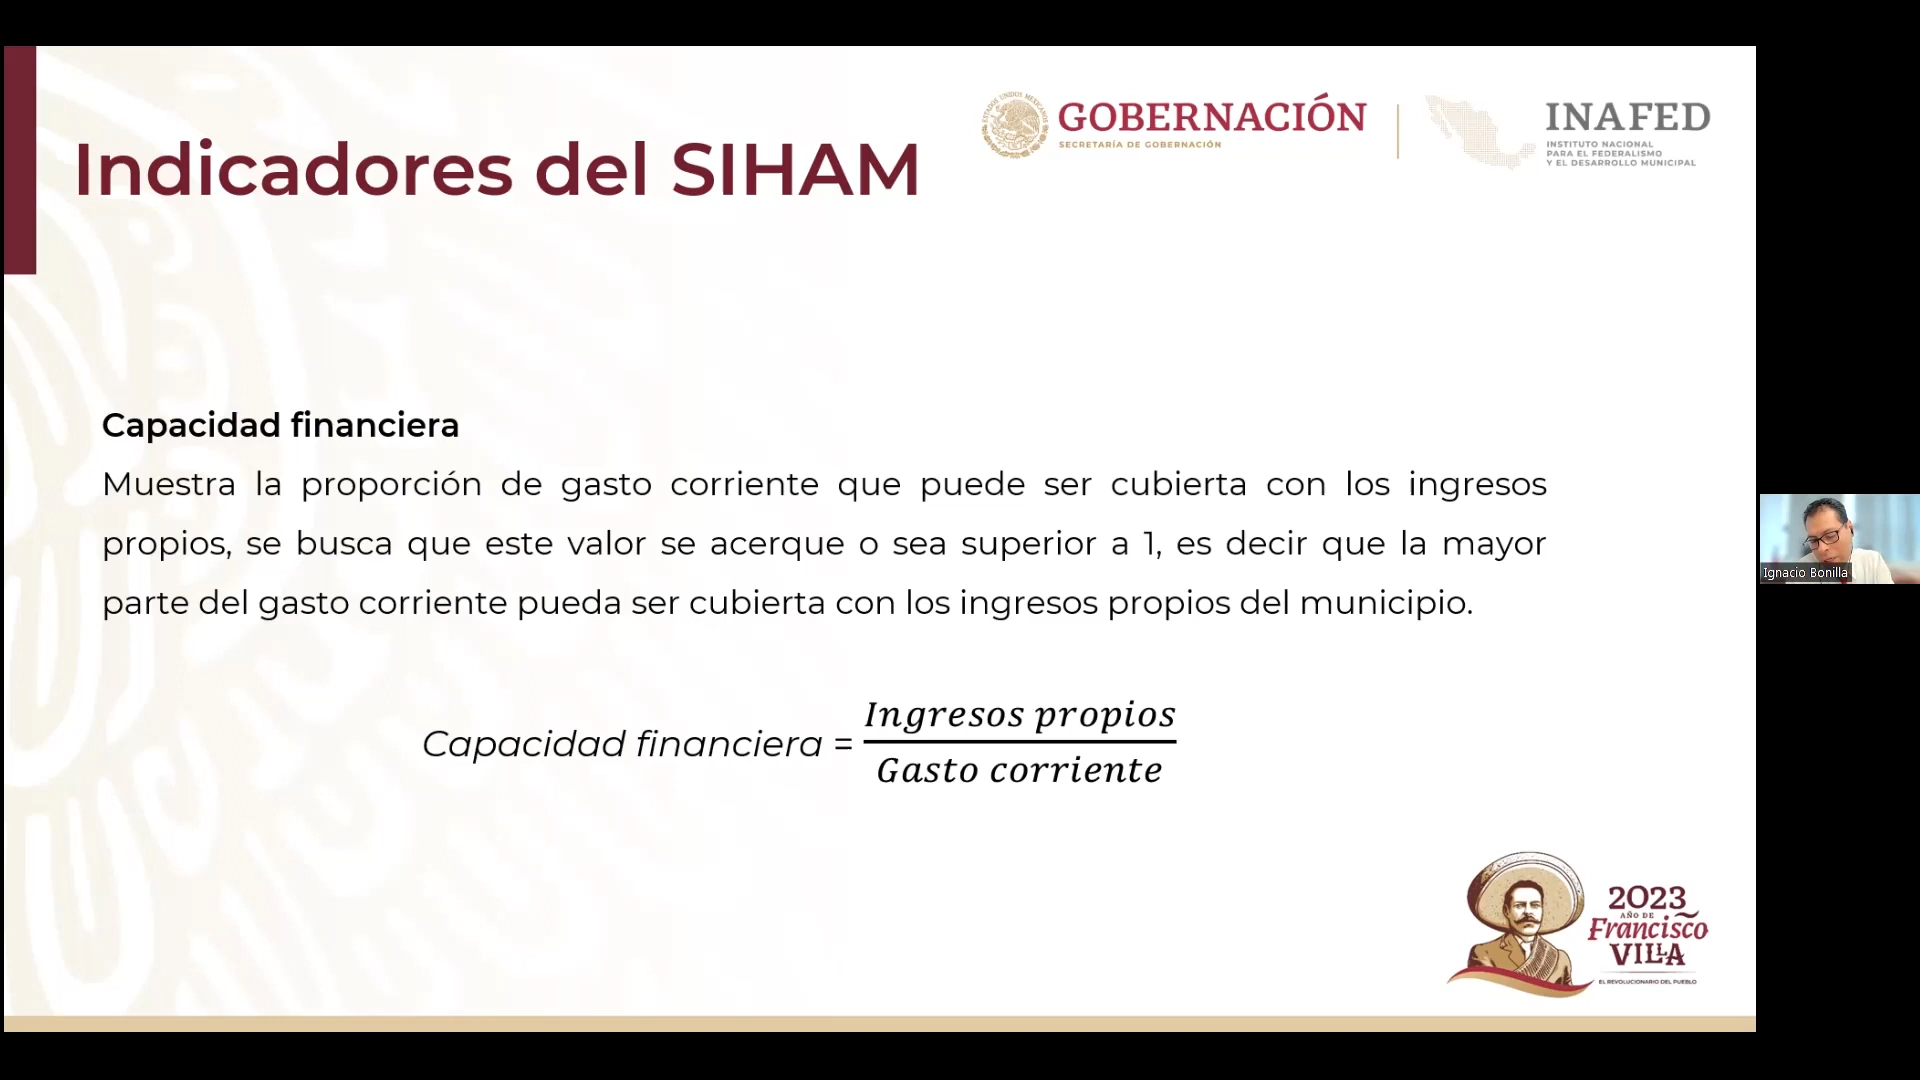 Indicadores del SIHAM
ESTADOS UNIDOS MEXICANOS
GOBERNACIÓN
SECRETARÍA DE GOBERNACIÓN
INAFED
INSTITUTO NACIONAL
PARA EL FEDERALISMO
Y EL DESARROLLO MUNICIPAL
Capacidad financiera
Muestra la proporción de gasto corriente que puede ser cubierta con los ingresos
propios, se busca que este valor se acerque o sea superior a 1, es decir que la mayor
parte del gasto corriente pueda ser cubierta con los ingresos propios del municipio.
Capacidad financiera = Ingresos propios
Gasto corriente
Ignacio Bonilla
2023
AÑO DE
Francisco
VILLA
EL REVOLUCIONARIO DEL PUEBLO